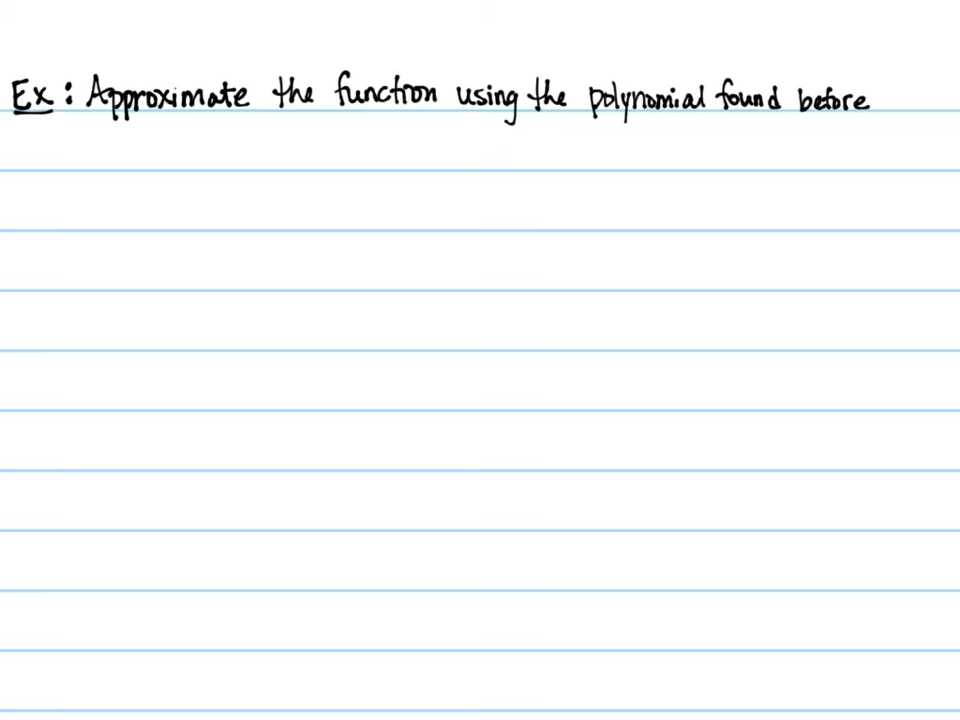 Ex: Approximate the function using the polynomial found before